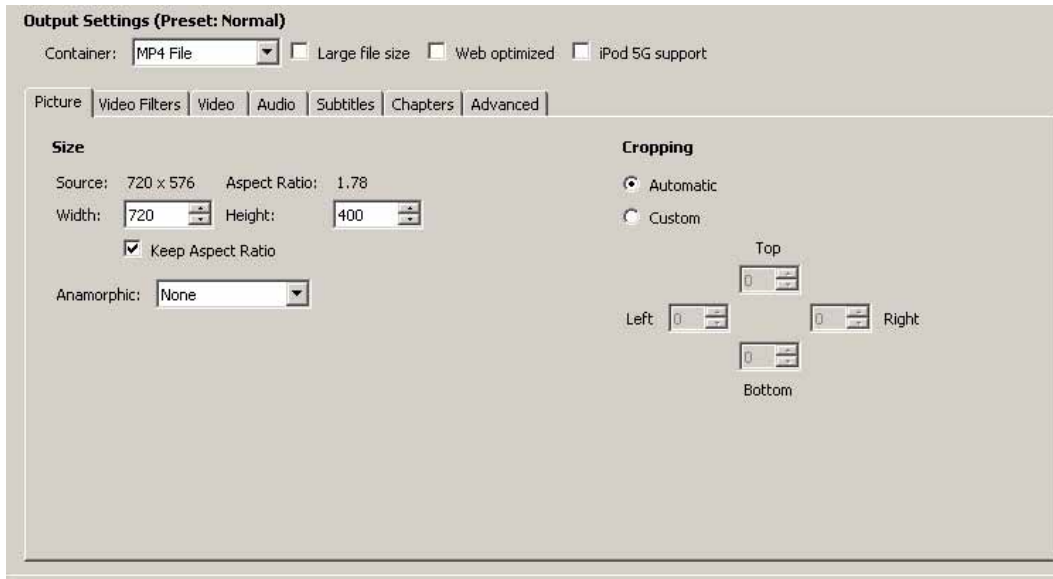 Output Settings (Preset: Normal)
Container: MP4 File Large file size Web optimized iPod 5G support
Picture Video Filters Video Audio Subtitles Chapters Advanced
Size
Source: 720 x 576 Aspect Ratio: 1.78
Width: 720 Height: 400
Keep Aspect Ratio
Anamorphic: None
Cropping
Automatic
Custom
Top
0
Left 0 0 Right
0
Bottom